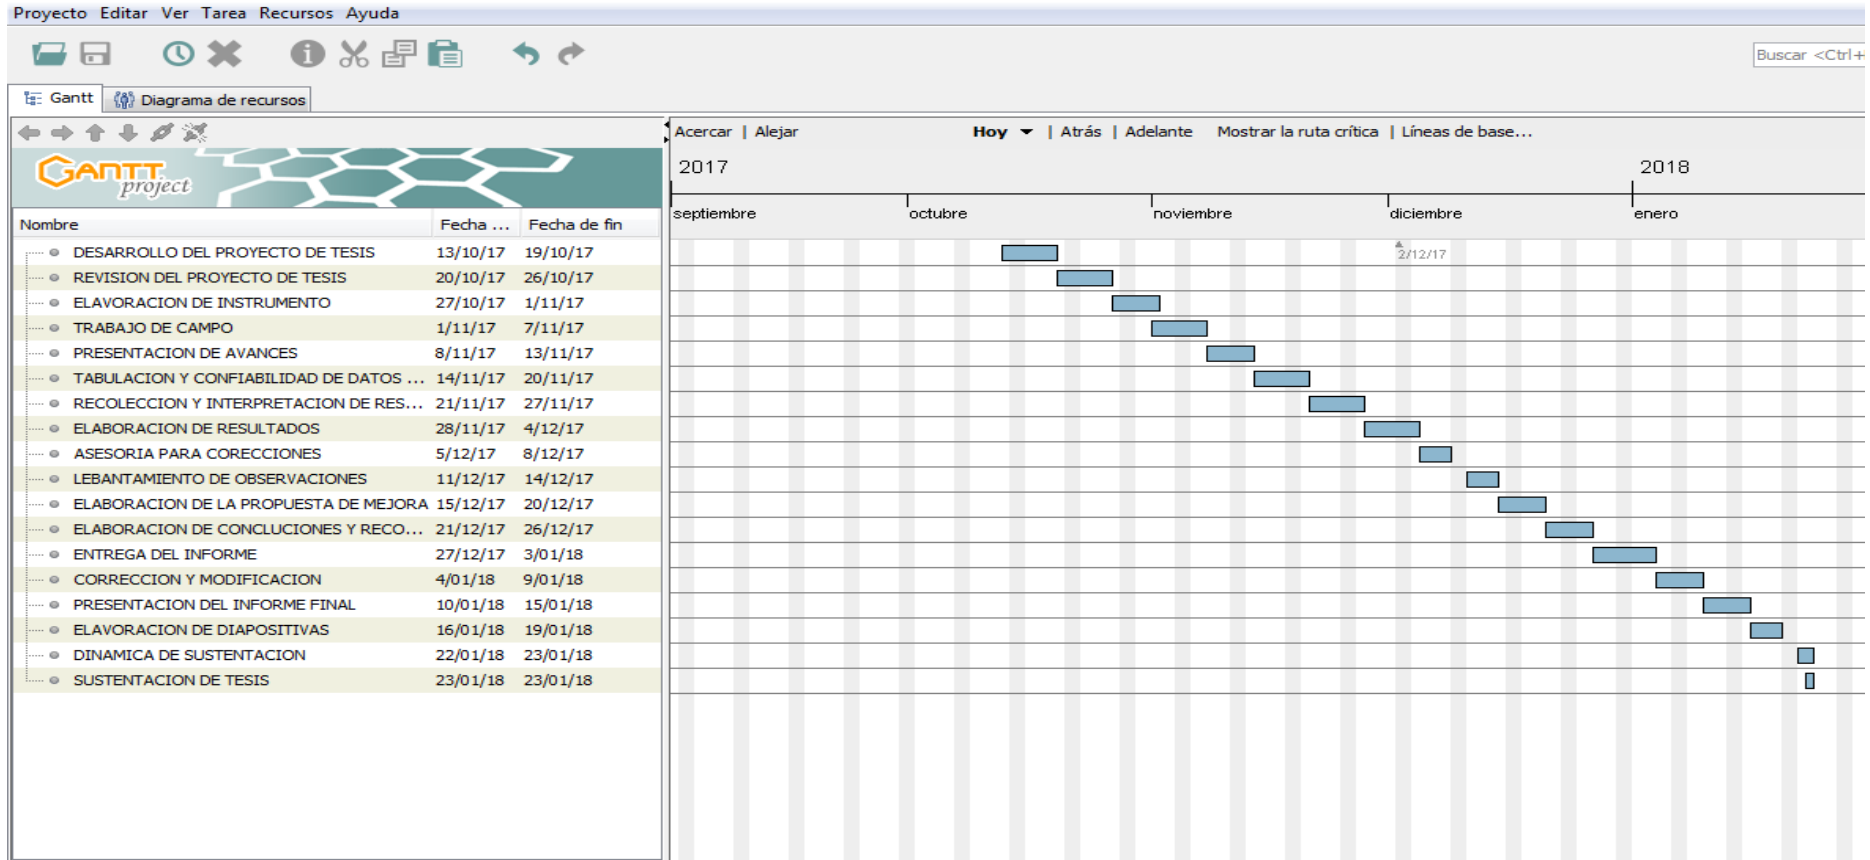 Proyecto Editar Ver Tarea Recursos Ayuda
Buscar <Ctrl+
Gantt Diagrama de recursos
Acercar | Alejar Hoy | Atrás | Adelante Mostrar la ruta crítica | Líneas de base...
GANTT project
2017 2018
septiembre octubre noviembre diciembre enero
Nombre Fecha ... Fecha de fin
DESARROLLO DEL PROYECTO DE TESIS 13/10/17 19/10/17
2/12/17
REVISION DEL PROYECTO DE TESIS 20/10/17 26/10/17
ELAVORACION DE INSTRUMENTO 27/10/17 1/11/17
TRABAJO DE CAMPO 1/11/17 7/11/17
PRESENTACION DE AVANCES 8/11/17 13/11/17
TABULACION Y CONFIABILIDAD DE DATOS ... 14/11/17 20/11/17
RECOLECCION Y INTERPRETACION DE RES... 21/11/17 27/11/17
ELABORACION DE RESULTADOS 28/11/17 4/12/17
ASESORIA PARA CORECCIONES 5/12/17 8/12/17
LEBANTAMIENTO DE OBSERVACIONES 11/12/17 14/12/17
ELABORACION DE LA PROPUESTA DE MEJORA 15/12/17 20/12/17
ELABORACION DE CONCLUCIONES Y RECO... 21/12/17 26/12/17
ENTREGA DEL INFORME 27/12/17 3/01/18
CORRECCION Y MODIFICACION 4/01/18 9/01/18
PRESENTACION DEL INFORME FINAL 10/01/18 15/01/18
ELAVORACION DE DIAPOSITIVAS 16/01/18 19/01/18
DINAMICA DE SUSTENTACION 22/01/18 23/01/18
SUSTENTACION DE TESIS 23/01/18 23/01/18